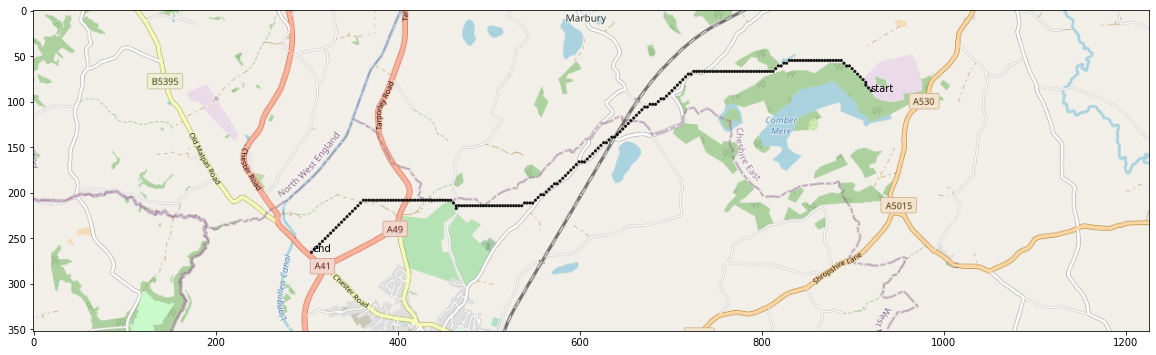 Ta
Marbury
0
B5395
Tarporley Road
start
A530
50
100
Comber
Mere
Old Malpas Road
Chester Road
North West England
Cheshire East
150
200
A5015
A49
end
250
A41
Shropshire Lane
Llangollen Canal
Chester Road
West
300
350
0
200
400
600
800
1000
1200